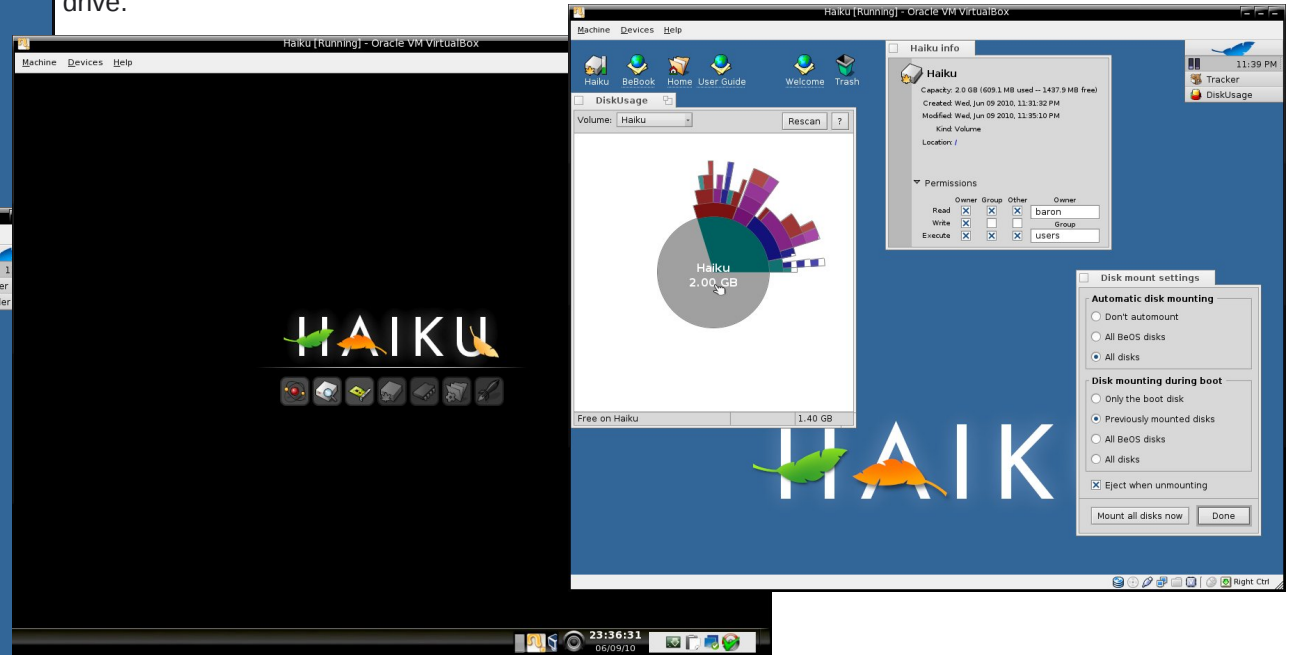 drive.
Haiku [Running] - Oracle VM VirtualBox
Machine Devices Help
HAIKU
23:36:31
06/09/10
Haiku [Running] - Oracle VM VirtualBox
Machine Devices Help
Haiku BeBook Home User Guide Welcome Trash
DiskUsage
Volume: Haiku Rescan ?
Haiku
2.00 GB
Free on Haiku 1.40 GB
Haiku info
Haiku
Capacity: 2.0 GB (609.1 MB used -- 1437.9 MB free)
Created: Wed, Jun 09 2010, 11:31:32 PM
Modified: Wed, Jun 09 2010, 11:35:10 PM
Kind: Volume
Location: /
Permissions
Owner Group Other Owner
Read baron
Write Group
Execute users
11:39 PM
Tracker
DiskUsage
Disk mount settings
Automatic disk mounting
Don't automount
All BeOS disks
All disks
Disk mounting during boot
Only the boot disk
Previously mounted disks
All BeOS disks
All disks
Eject when unmounting
Mount all disks now Done
HAIK
Right Ctrl